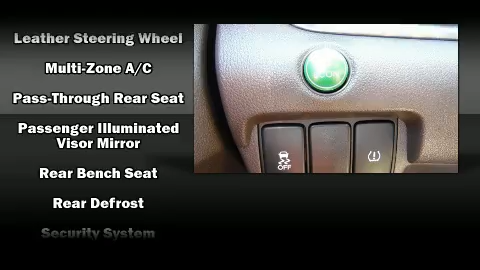 Leather Steering Wheel
Multi-Zone A/C
Pass-Through Rear Seat
Passenger Illuminated
Visor Mirror
Rear Bench Seat
Rear Defrost
Security System
OFF